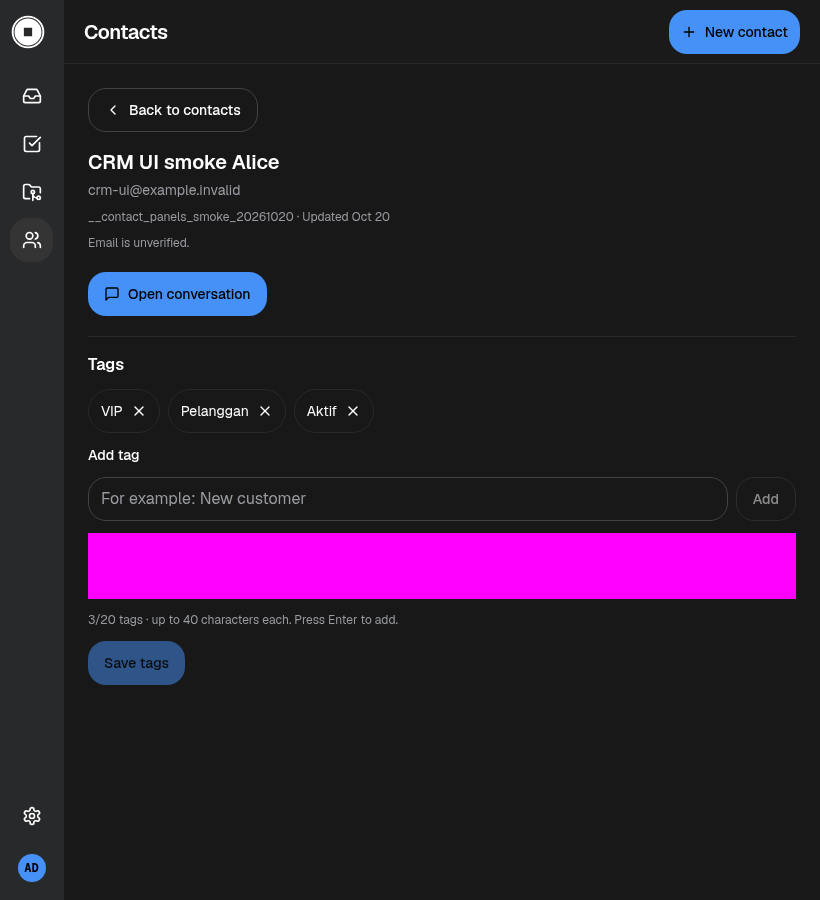 Contacts
New contact
Back to contacts
CRM UI smoke Alice
crm-ui@example.invalid
__contact_panels_smoke_20261020 · Updated Oct 20
Email is unverified.
Open conversation
Tags
VIP
Pelanggan
Aktif
Add tag
For example: New customer
Add
3/20 tags · up to 40 characters each. Press Enter to add.
Save tags
AD